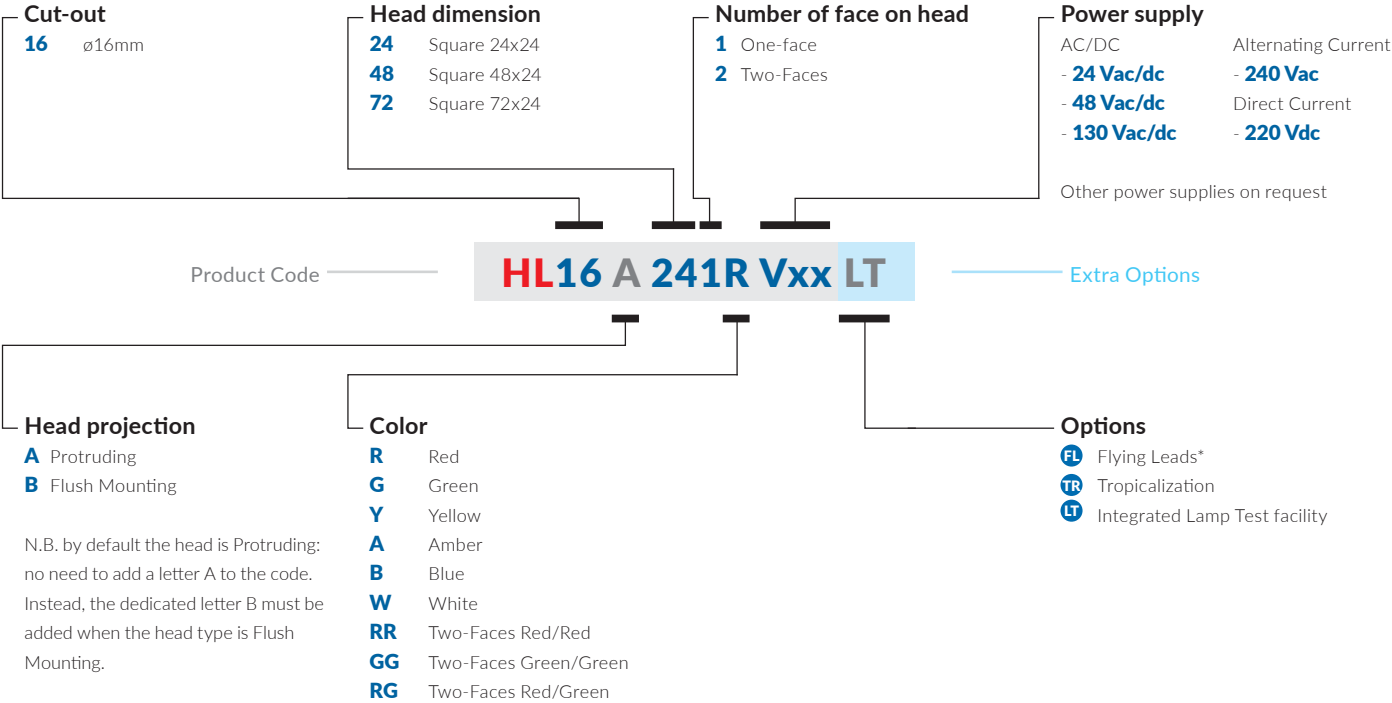 Cut-out
16 ø16mm
Head dimension
24 Square 24x24
48 Square 48x24
72 Square 72x24
Number of face on head
1 One-face
2 Two-Faces
Power supply
AC/DC
- 24 Vac/dc
- 48 Vac/dc
- 130 Vac/dc
Alternating Current
- 240 Vac
Direct Current
- 220 Vdc
Other power supplies on request
Product Code
HL16 A 241R Vxx LT
Extra Options
Head projection
A Protruding
B Flush Mounting
N.B. by default the head is Protruding:
no need to add a letter A to the code.
Instead, the dedicated letter B must be
added when the head type is Flush
Mounting.
Color
R Red
G Green
Y Yellow
A Amber
B Blue
W White
RR Two-Faces Red/Red
GG Two-Faces Green/Green
RG Two-Faces Red/Green
Options
FL Flying Leads*
TR Tropicalization
LT Integrated Lamp Test facility